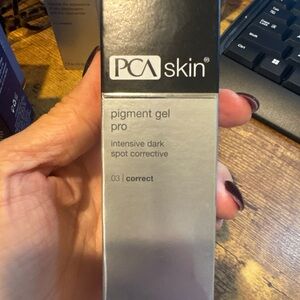 PCA skin®
pigment gel
pro
intensive dark
spot corrective
03 | correct